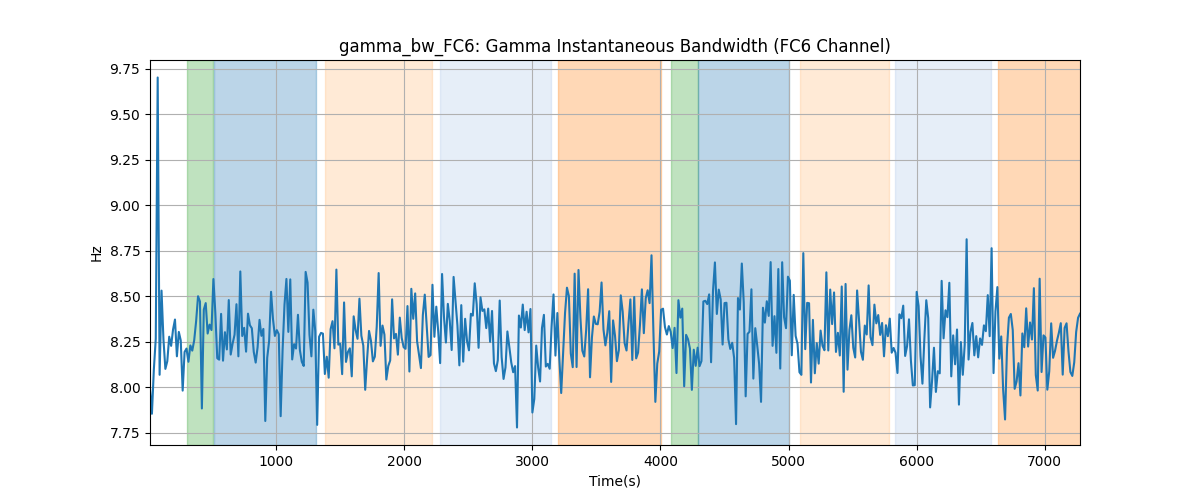 gamma_bw_FC6: Gamma Instantaneous Bandwidth (FC6 Channel)
9.75
9.50
9.25
9.00
8.75
8.50
8.25
8.00
7.75
Hz
1000 2000 3000 4000 5000 6000 7000
Time(s)